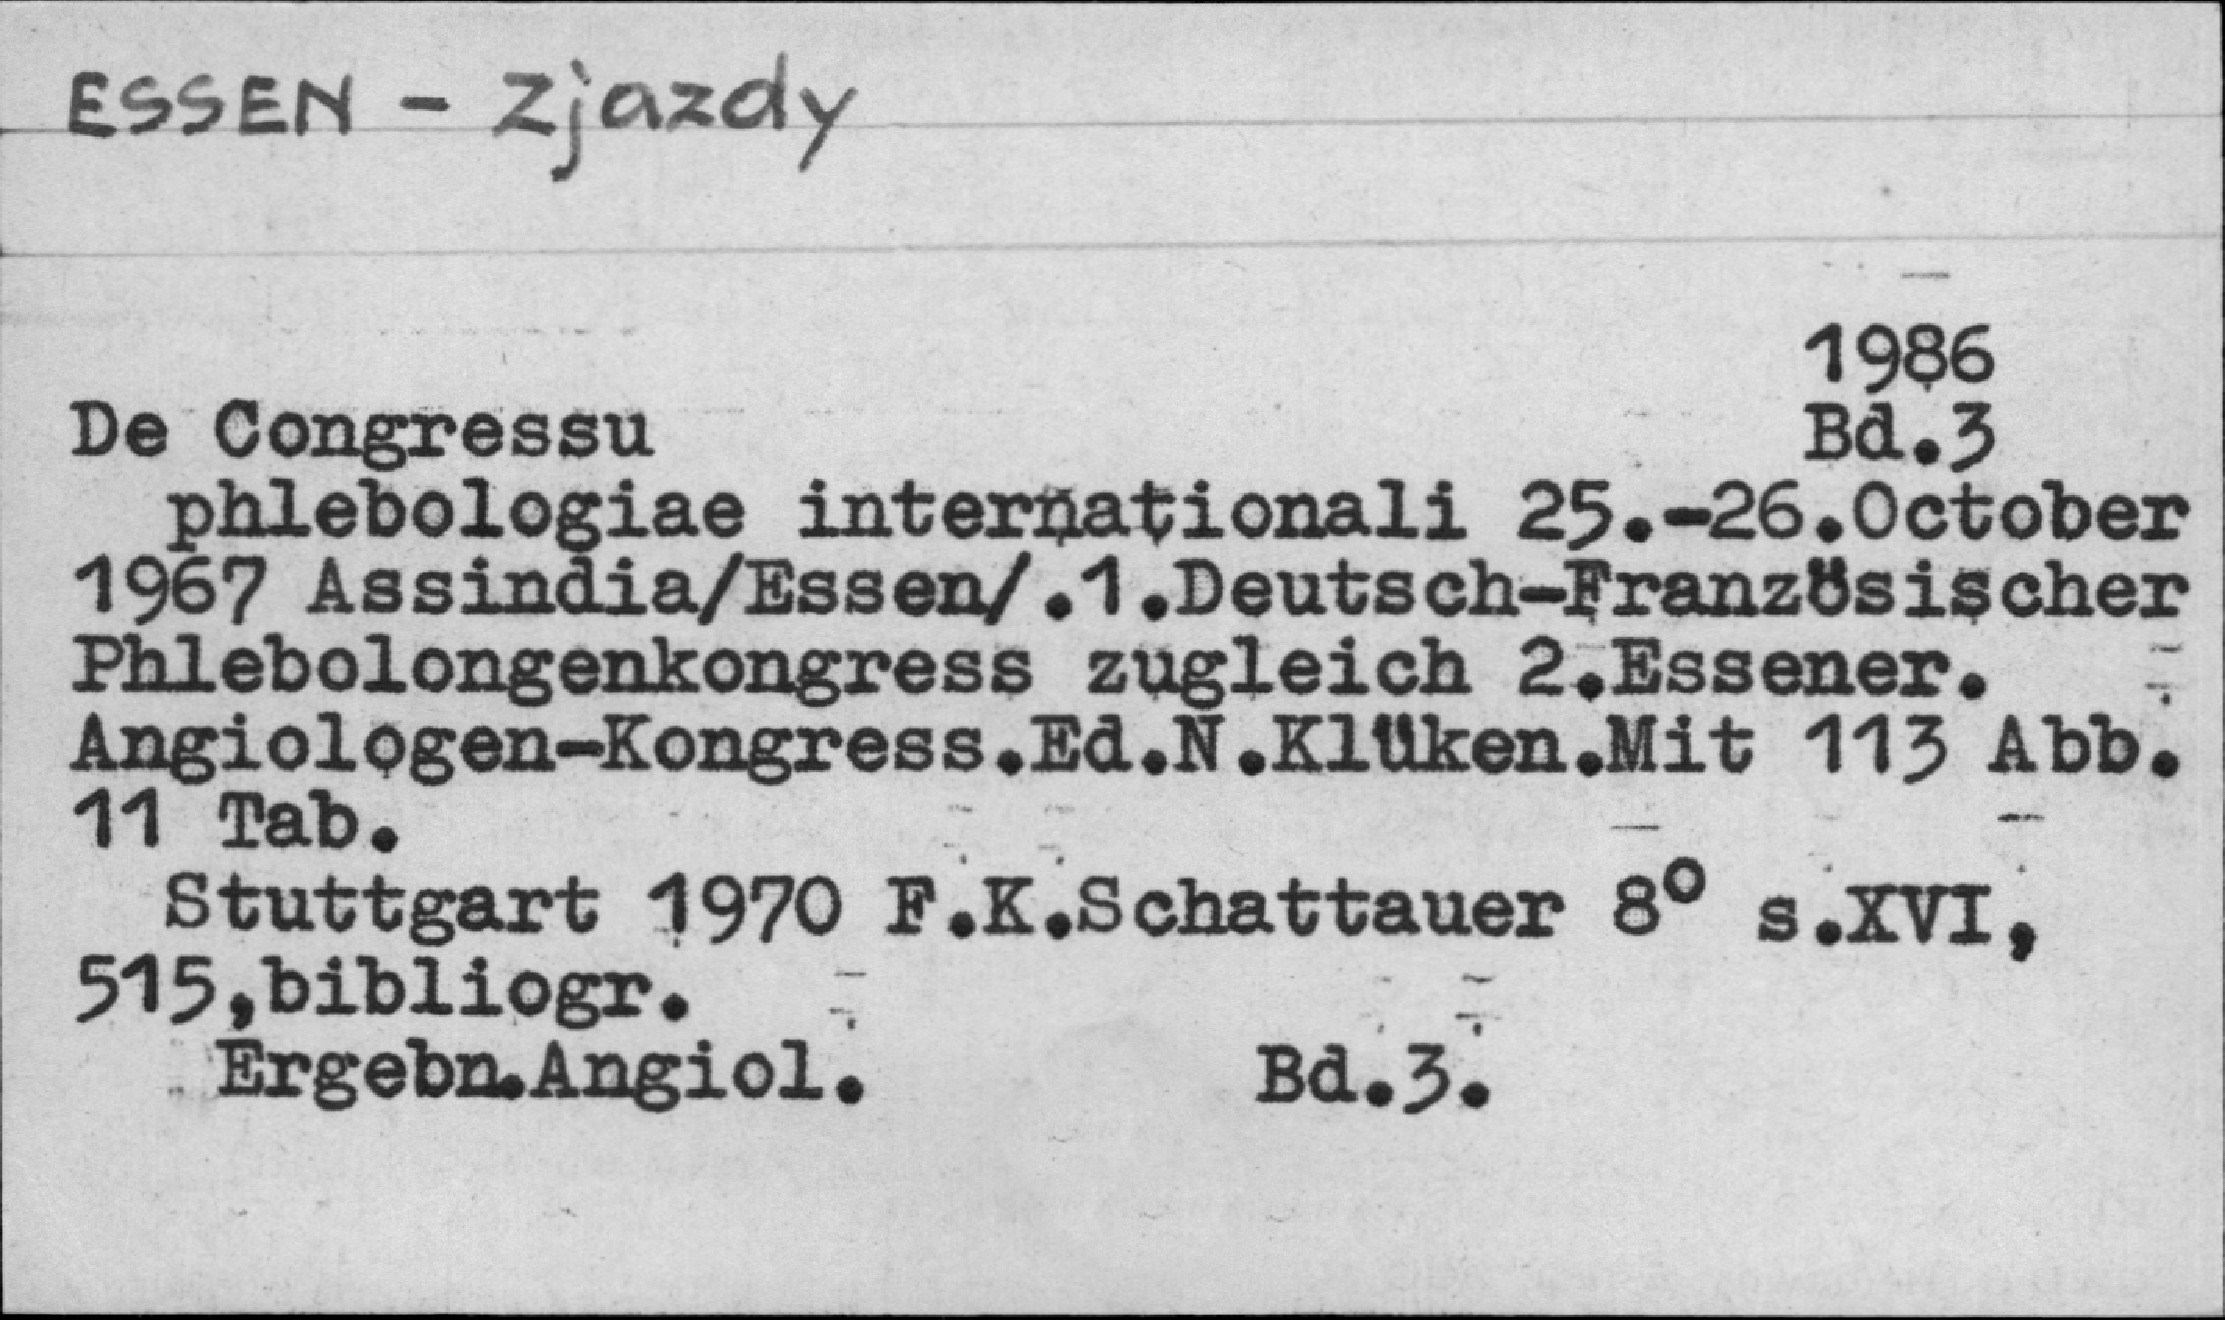 ESSEN - Zjazdy
1986
De Congressu Bd.3
phlebologiae internationali 25.-26.October
1967 Assindia/Essen/.1.Deutsch-Französischer
Phlebolongenkongress zugleich 2.Essener.
Angiologen-Kongress.Ed.N.Klüken.Mit 113 Abb.
11 Tab.
Stuttgart 1970 F.K.Schattauer 8° s.XVI,
515,bibliogr.
Ergebn.Angiol. Bd.3.